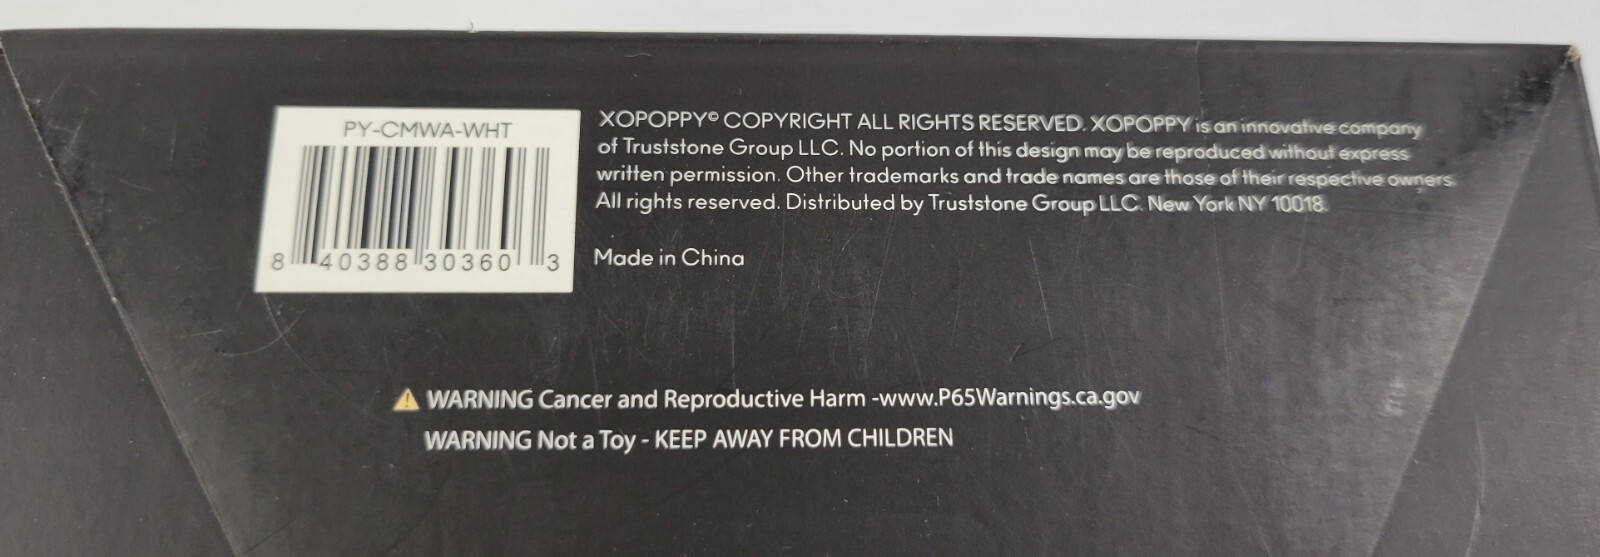 PY-CMWA-WHT
8 40388 30360 3
XOPOPPY© COPYRIGHT ALL RIGHTS RESERVED. XOPOPPY is an innovative company
of Truststone Group LLC. No portion of this design may be reproduced without express
written permission. Other trademarks and trade names are those of their respective owners.
All rights reserved. Distributed by Truststone Group LLC. New York NY 10018.
Made in China
WARNING Cancer and Reproductive Harm -www.P65Warnings.ca.gov
WARNING Not a Toy - KEEP AWAY FROM CHILDREN